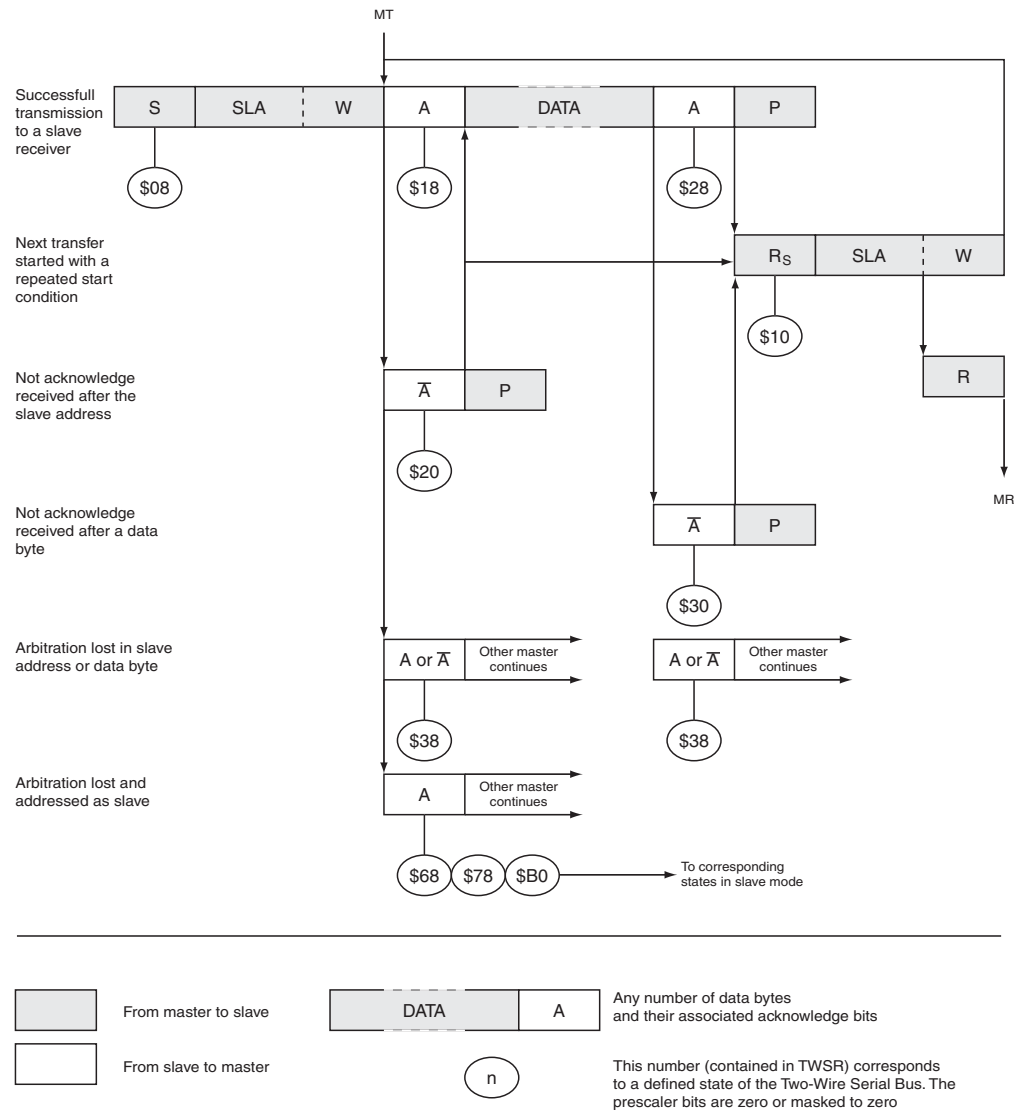 MT
Successfull
transmission
to a slave
receiver
S SLA W A DATA A P
$08 $18 $28
Next transfer
started with a
repeated start
condition
RS SLA W
$10
Not acknowledge
received after the
slave address
A̅ P
R
$20
MR
Not acknowledge
received after a data
byte
A̅ P
$30
Arbitration lost in slave
address or data byte
A or A̅ Other master
continues
A or A̅ Other master
continues
$38 $38
Arbitration lost and
addressed as slave
A Other master
continues
$68 $78 $B0 To corresponding
states in slave mode
From master to slave
DATA A Any number of data bytes
and their associated acknowledge bits
From slave to master
n This number (contained in TWSR) corresponds
to a defined state of the Two-Wire Serial Bus. The
prescaler bits are zero or masked to zero